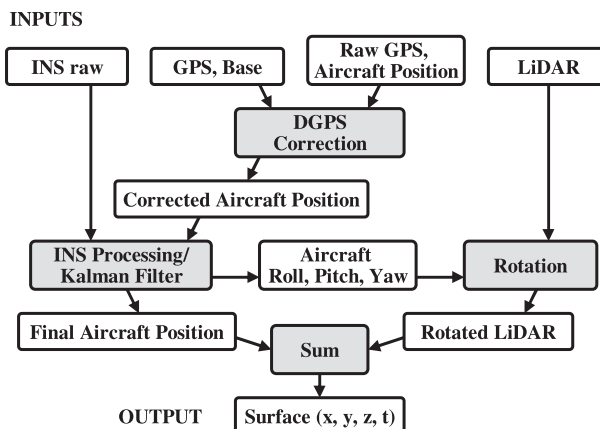 INPUTS
INS raw
GPS, Base
Raw GPS,
Aircraft Position
LiDAR
DGPS
Correction
Corrected Aircraft Position
INS Processing/
Kalman Filter
Aircraft
Roll, Pitch, Yaw
Rotation
Final Aircraft Position
Sum
Rotated LiDAR
OUTPUT
Surface (x, y, z, t)